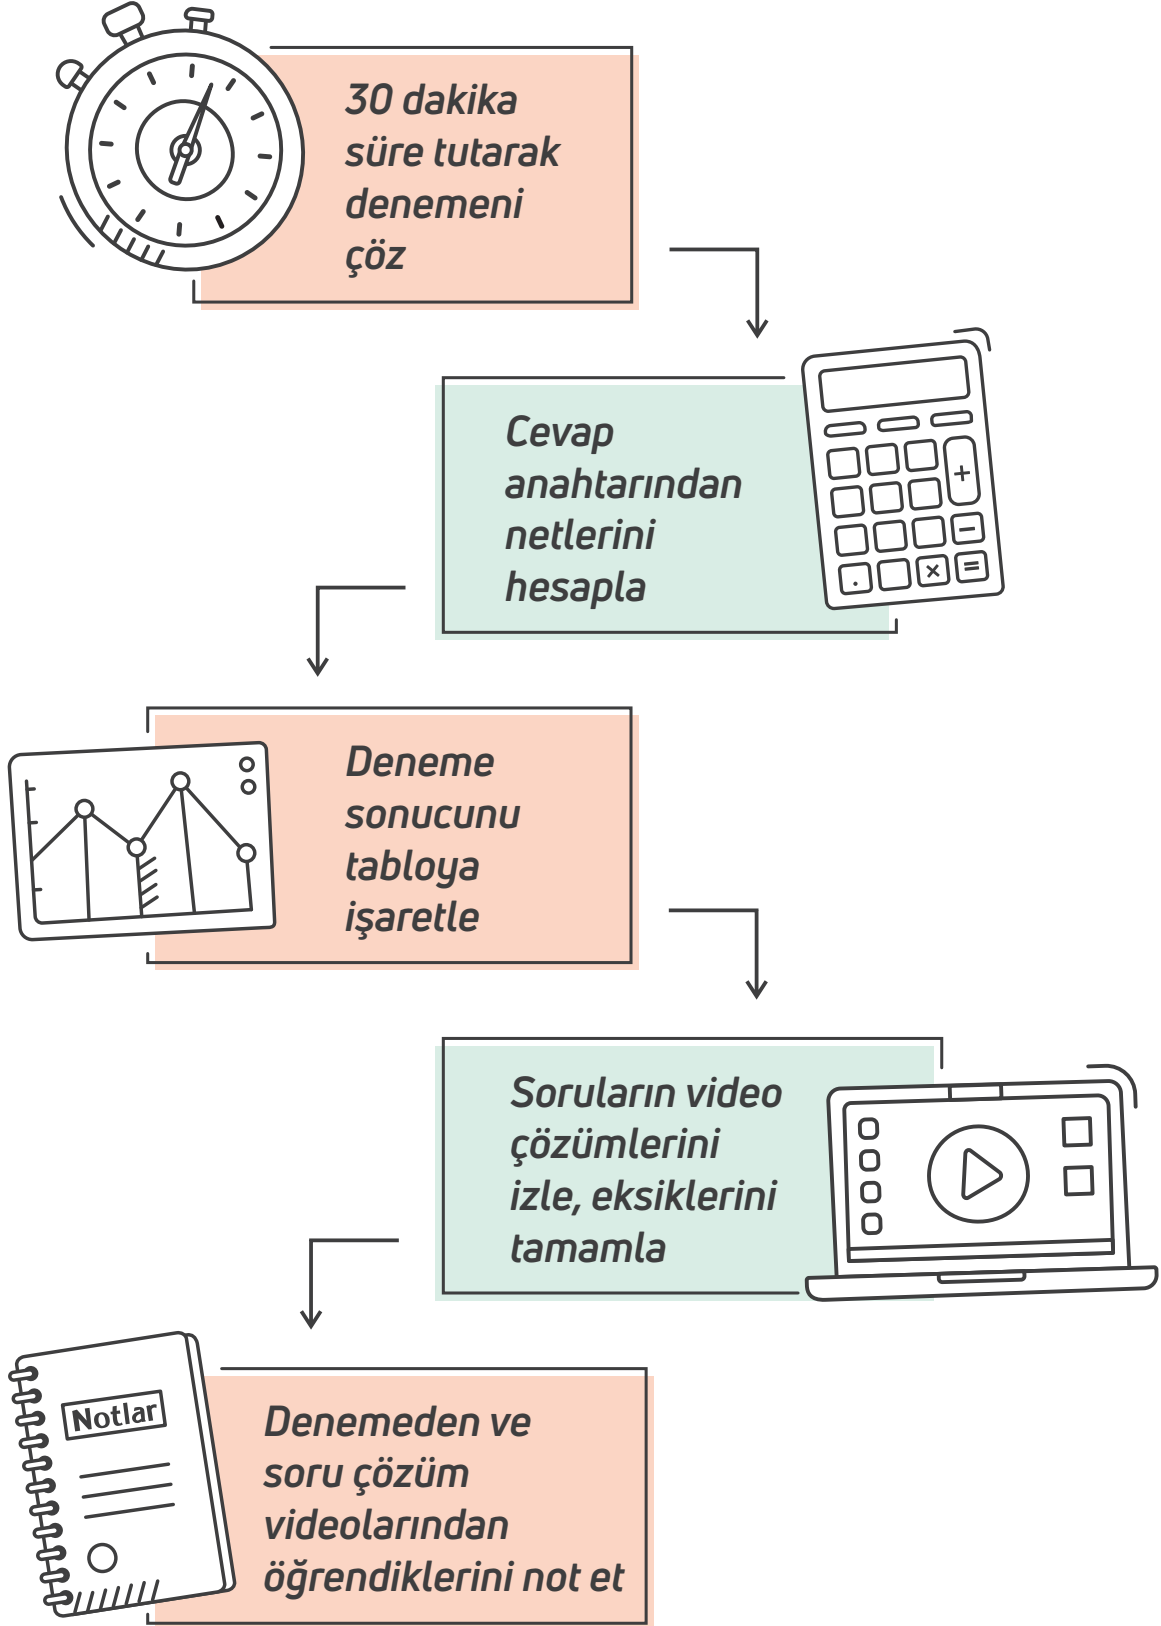 30 dakika
süre tutarak
denemeni
çöz
Cevap
anahtarından
netlerini
hesapla
+
−
. × =
Deneme
sonucunu
tabloya
işaretle
Soruların video
çözümlerini
izle, eksiklerini
tamamla
Notlar
Denemeden ve
soru çözüm
videolarından
öğrendiklerini not et